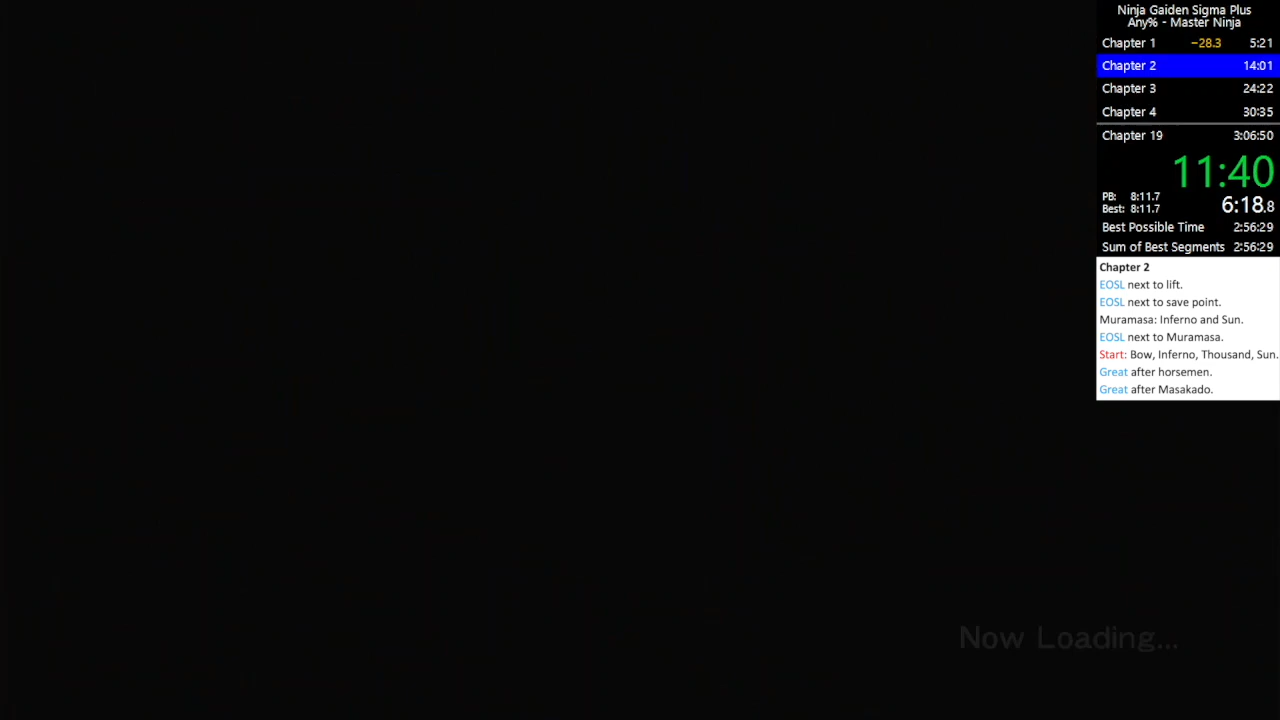 Ninja Gaiden Sigma Plus
Any% - Master Ninja
Chapter 1 −28.3 5:21
Chapter 2 14:01
Chapter 3 24:22
Chapter 4 30:35
Chapter 19 3:06:50
11:40
PB: 8:11.7
Best: 8:11.7 6:18.8
Best Possible Time 2:56:29
Sum of Best Segments 2:56:29
Chapter 2
EOSL next to lift.
EOSL next to save point.
Muramasa: Inferno and Sun.
EOSL next to Muramasa.
Start: Bow, Inferno, Thousand, Sun.
Great after horsemen.
Great after Masakado.
Now Loading...